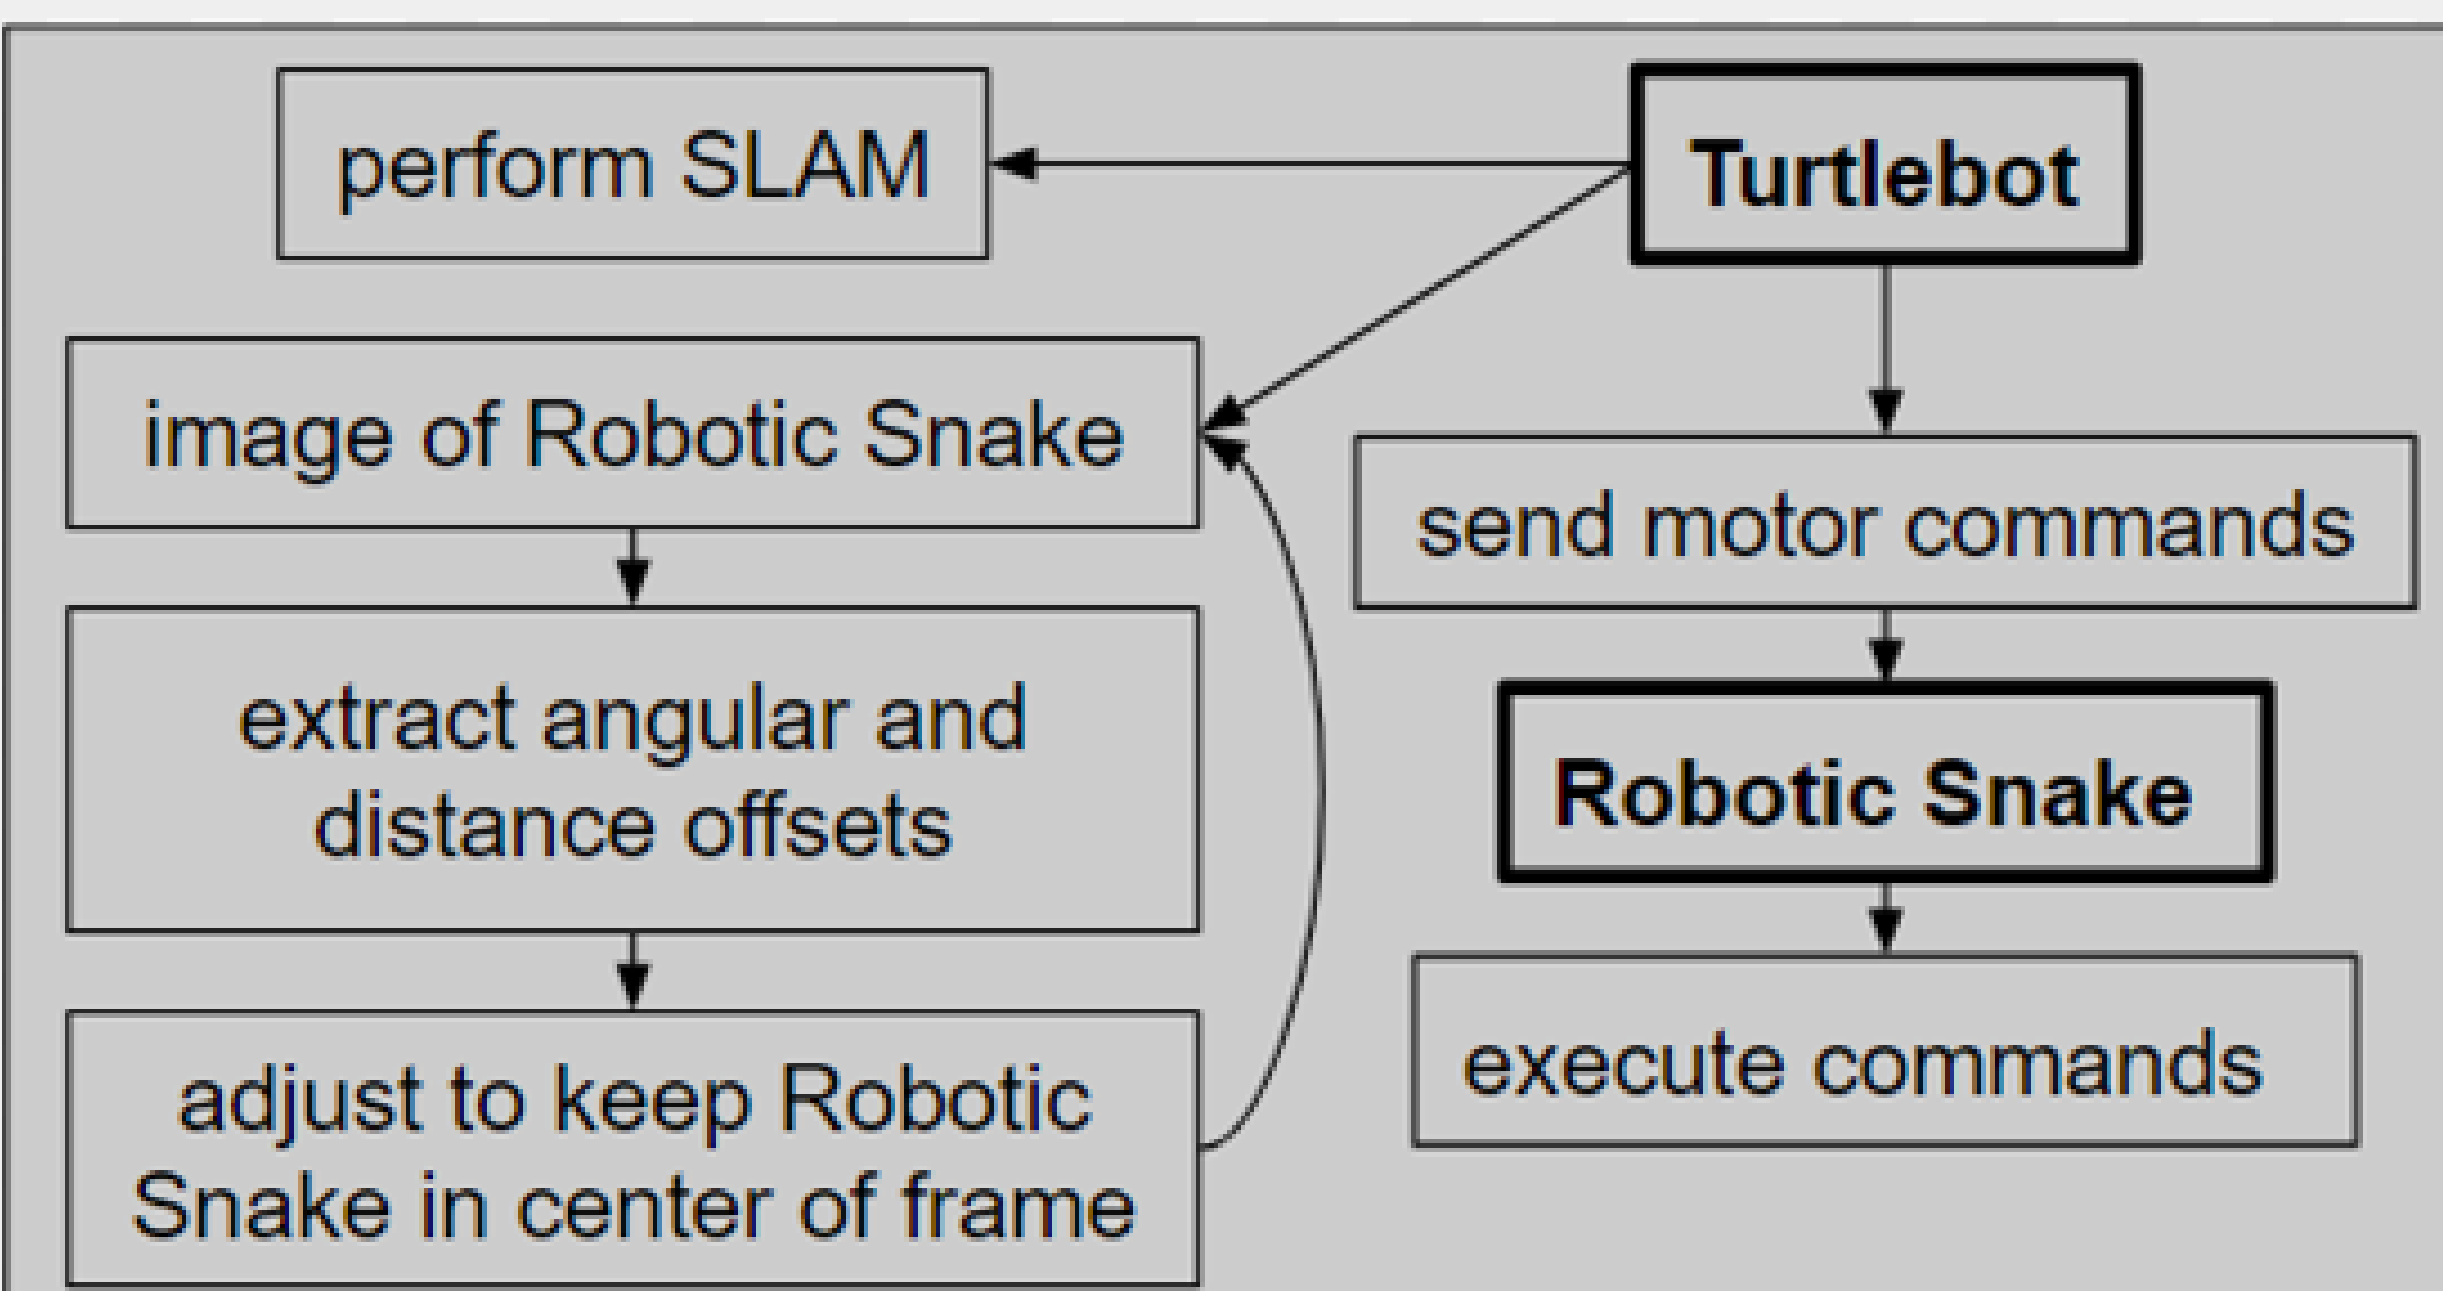 perform SLAM
Turtlebot
image of Robotic Snake
send motor commands
extract angular and
distance offsets
Robotic Snake
adjust to keep Robotic
Snake in center of frame
execute commands